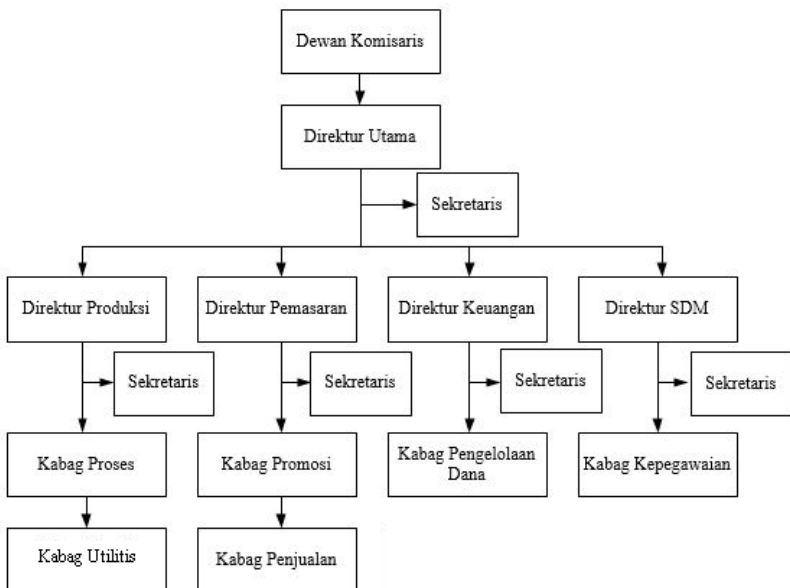 Dewan Komisaris
Direktur Utama
Sekretaris
Direktur Produksi
Direktur Pemasaran
Direktur Keuangan
Direktur SDM
Sekretaris
Sekretaris
Sekretaris
Sekretaris
Kabag Proses
Kabag Promosi
Kabag Pengelolaan
Dana
Kabag Kepegawaian
Kabag Utilitis
Kabag Penjualan